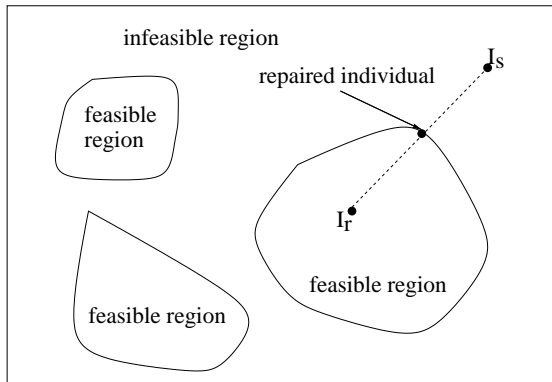 infeasible region
Is
repaired individual
feasible
region
Ir
feasible region
feasible region